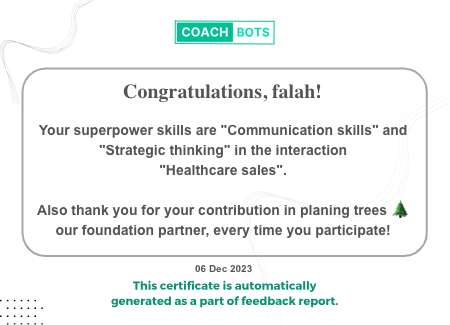 COACH BOTS
Congratulations, falah!
Your superpower skills are "Communication skills" and
"Strategic thinking" in the interaction
"Healthcare sales".
Also thank you for your contribution in planing trees 🌲
our foundation partner, every time you participate!
06 Dec 2023
This certificate is automatically
generated as a part of feedback report.